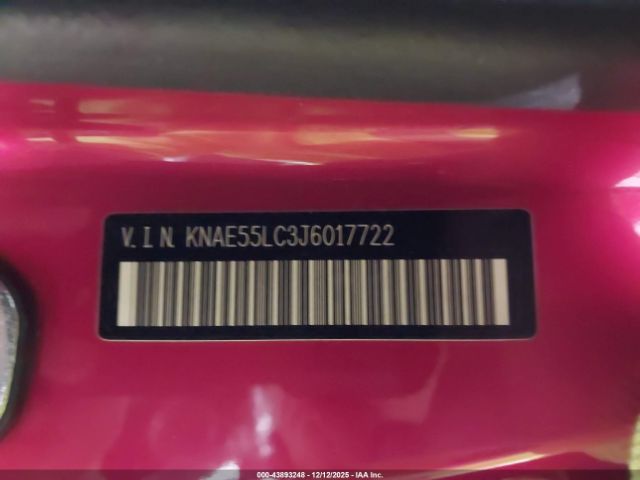 V.I.N. KNAE55LC3J6017722
000-43893248 - 12/12/2025 - IAA Inc.